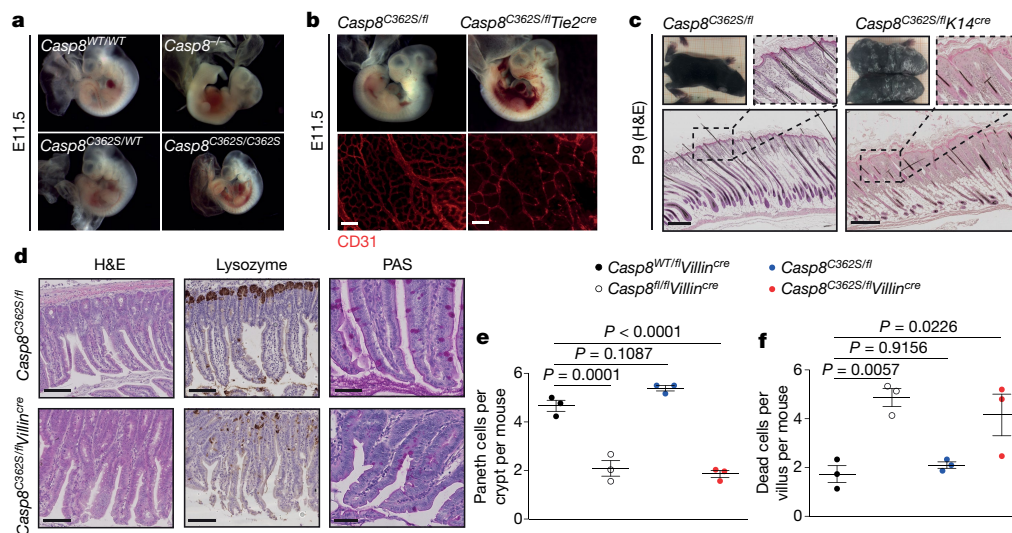 a
Casp8WT/WT
Casp8–/–
E11.5
Casp8C362S/WT
Casp8C362S/C362S
b
Casp8C362S/fl
Casp8C362S/flTie2cre
E11.5
CD31
c
Casp8C362S/fl
Casp8C362S/flK14cre
P9 (H&E)
d
H&E
Lysozyme
PAS
Casp8C362S/fl
Casp8C362S/flVillincre
Casp8WT/flVillincre
Casp8fl/flVillincre
Casp8C362S/fl
Casp8C362S/flVillincre
e
P < 0.0001
P = 0.1087
P = 0.0001
6
4
2
0
Paneth cells per
crypt per mouse
f
P = 0.0226
P = 0.9156
P = 0.0057
6
4
2
0
Dead cells per
villus per mouse